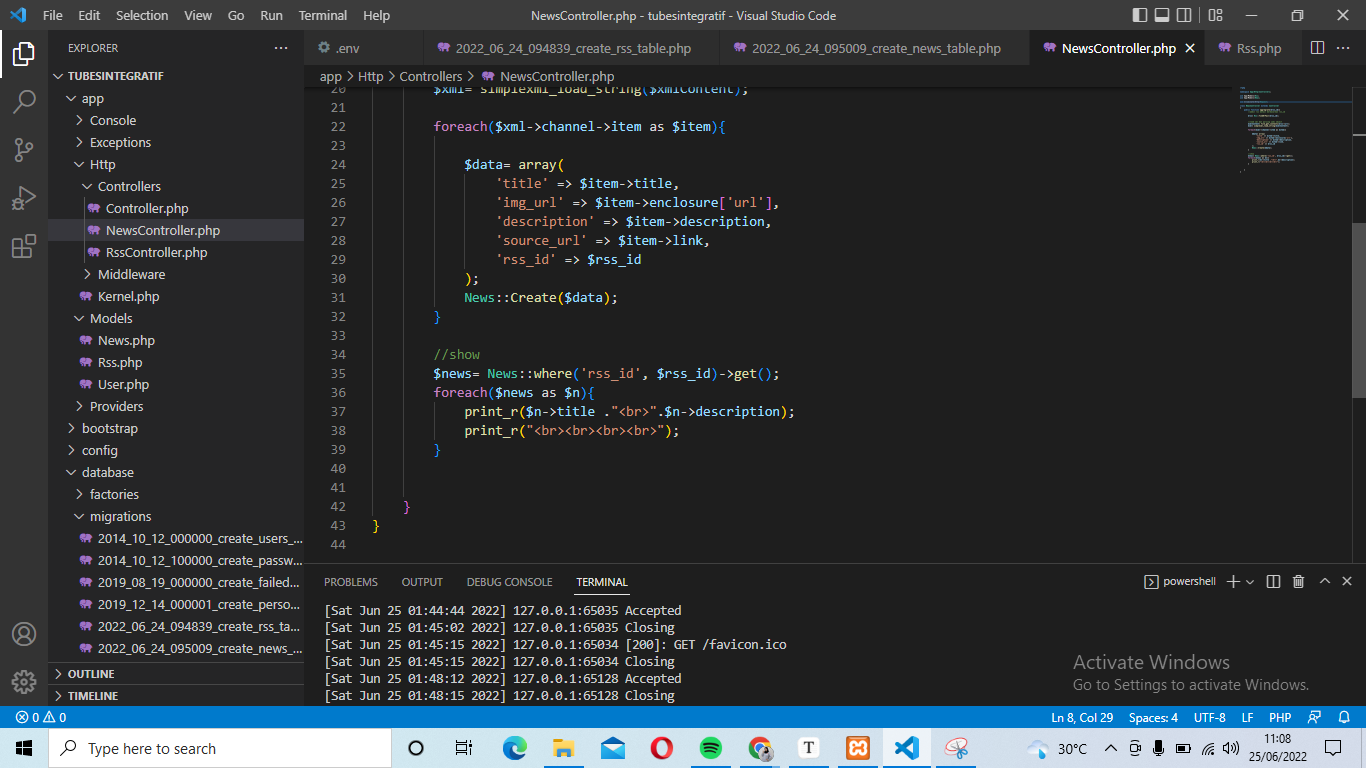 File Edit Selection View Go Run Terminal Help NewsController.php - tubesintegratif - Visual Studio Code
EXPLORER
.env 2022_06_24_094839_create_rss_table.php 2022_06_24_095009_create_news_table.php NewsController.php Rss.php
app > Http > Controllers > NewsController.php
TUBESINTEGRATIF
app
Console
Exceptions
Http
Controllers
Controller.php
NewsController.php
RssController.php
Middleware
Kernel.php
Models
News.php
Rss.php
User.php
Providers
bootstrap
config
database
factories
migrations
2014_10_12_000000_create_users_...
2014_10_12_100000_create_passw...
2019_08_19_000000_create_failed...
2019_12_14_000001_create_perso...
2022_06_24_094839_create_rss_ta...
2022_06_24_095009_create_news_...
OUTLINE
TIMELINE
20 $xml= simplexml_load_string($xmlContent);
21
22 foreach($xml->channel->item as $item){
23
24 $data= array(
25 'title' => $item->title,
26 'img_url' => $item->enclosure['url'],
27 'description' => $item->description,
28 'source_url' => $item->link,
29 'rss_id' => $rss_id
30 );
31 News::Create($data);
32 }
33
34 //show
35 $news= News::where('rss_id', $rss_id)->get();
36 foreach($news as $n){
37 print_r($n->title ."<br>".$n->description);
38 print_r("<br><br><br><br>");
39 }
40
41
42 }
43 }
44
PROBLEMS OUTPUT DEBUG CONSOLE TERMINAL powershell
[Sat Jun 25 01:44:44 2022] 127.0.0.1:65035 Accepted
[Sat Jun 25 01:45:02 2022] 127.0.0.1:65035 Closing
[Sat Jun 25 01:45:15 2022] 127.0.0.1:65034 [200]: GET /favicon.ico
[Sat Jun 25 01:45:15 2022] 127.0.0.1:65034 Closing
[Sat Jun 25 01:48:12 2022] 127.0.0.1:65128 Accepted
[Sat Jun 25 01:48:15 2022] 127.0.0.1:65128 Closing
Activate Windows
Go to Settings to activate Windows.
0 0 Ln 8, Col 29 Spaces: 4 UTF-8 LF PHP
Type here to search T 30°C 11:08
25/06/2022